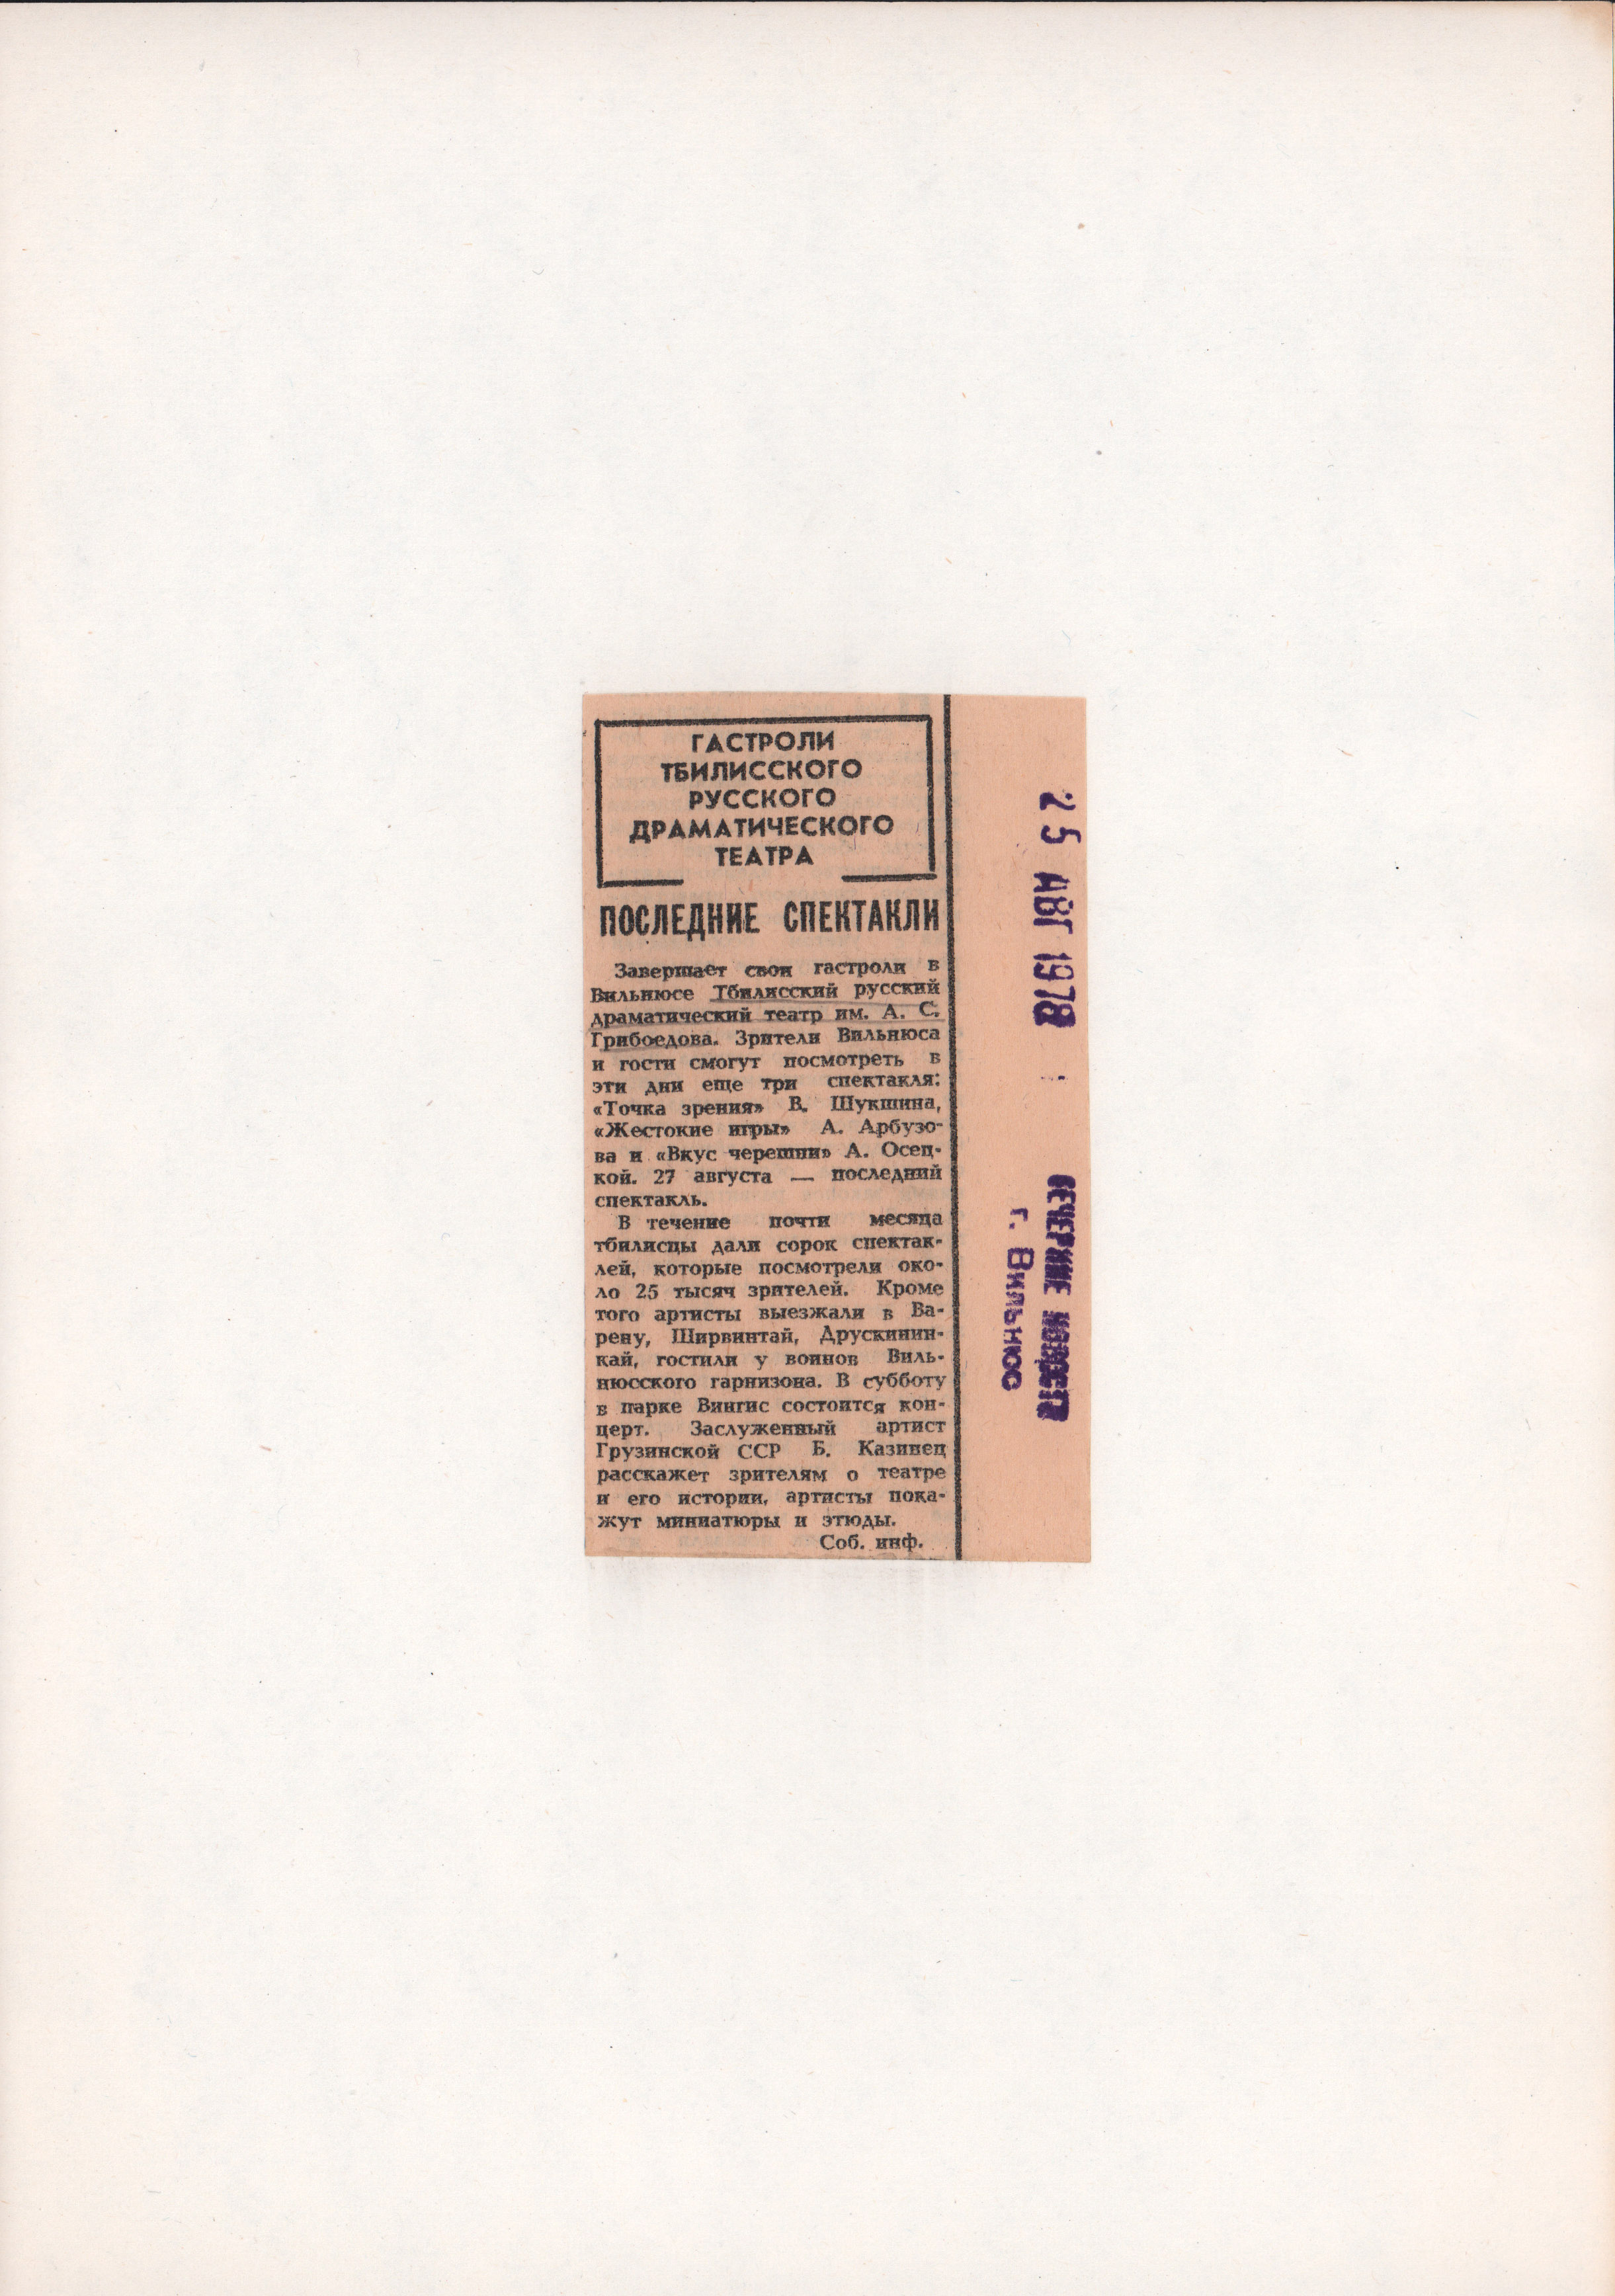 ГАСТРОЛИ
ТБИЛИССКОГО
РУССКОГО
ДРАМАТИЧЕСКОГО
ТЕАТРА
ПОСЛЕДНИЕ СПЕКТАКЛИ
Завершает свои гастроли в
Вильнюсе Тбилисский русский
драматический театр им. А. С.
Грибоедова. Зрители Вильнюса
и гости смогут посмотреть в
эти дни еще три спектакля:
«Точка зрения» В. Шукшина,
«Жестокие игры» А. Арбузо-
ва и «Вкус черешни» А. Осец-
кой. 27 августа — последний
спектакль.
В течение почти месяца
тбилисцы дали сорок спектак-
лей, которые посмотрели око-
ло 25 тысяч зрителей. Кроме
того артисты выезжали в Ва-
рену, Ширвинтай, Друскинин-
кай, гостили у воинов Виль-
нюсского гарнизона. В субботу
в парке Вингис состоится кон-
церт. Заслуженный артист
Грузинской ССР Б. Казинец
расскажет зрителям о театре
и его истории, артисты пока-
жут миниатюры и этюды.
Соб. инф.
25 АВГ 1978
ВЕЧЕРНИЕ НОВОСТИ
г. Вильнюс